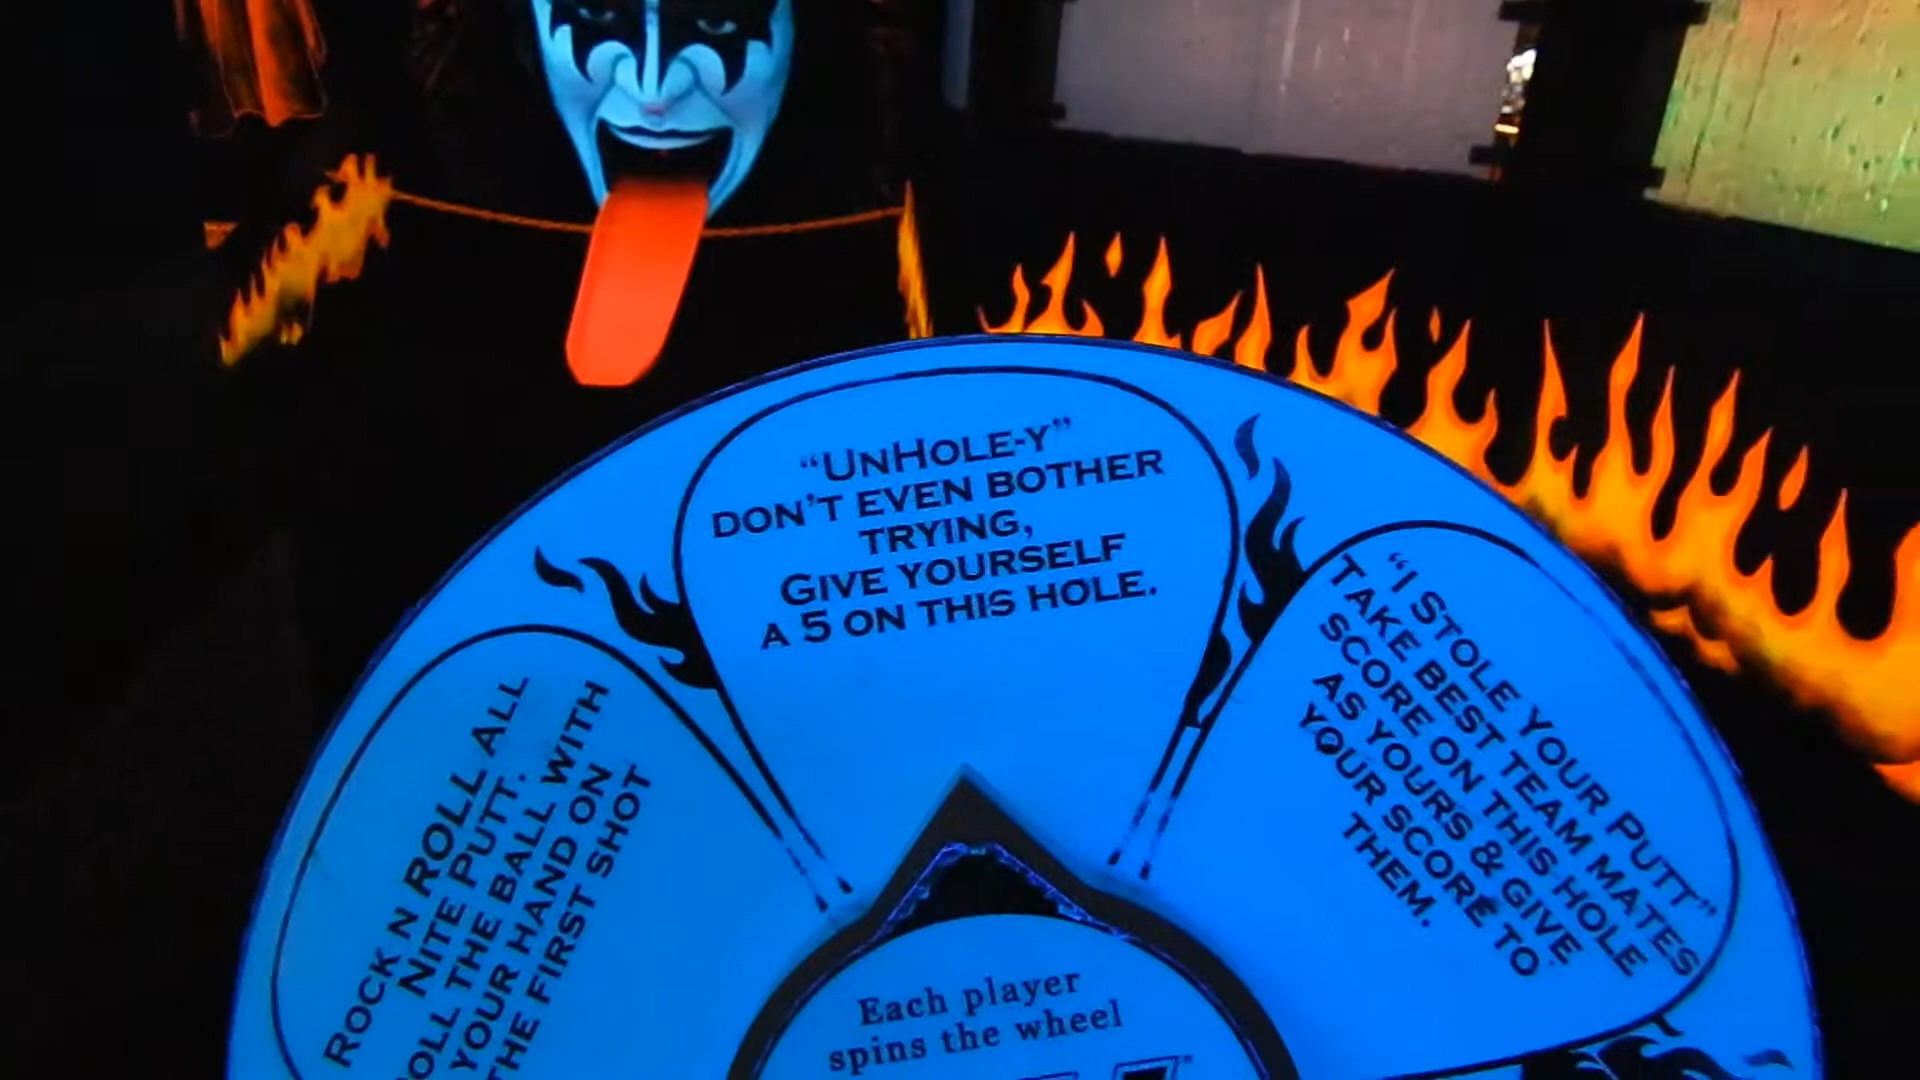 "UNHOLE-Y"
DON'T EVEN BOTHER
TRYING,
GIVE YOURSELF
A 5 ON THIS HOLE.
ROCK N ROLL ALL
NITE PUTT.
ROLL THE BALL WITH
YOUR HAND ON
THE FIRST SHOT
"I STOLE YOUR PUTT"
TAKE BEST TEAM MATES
SCORE ON THIS HOLE
AS YOURS & GIVE
YOUR SCORE TO
THEM.
Each player
spins the wheel